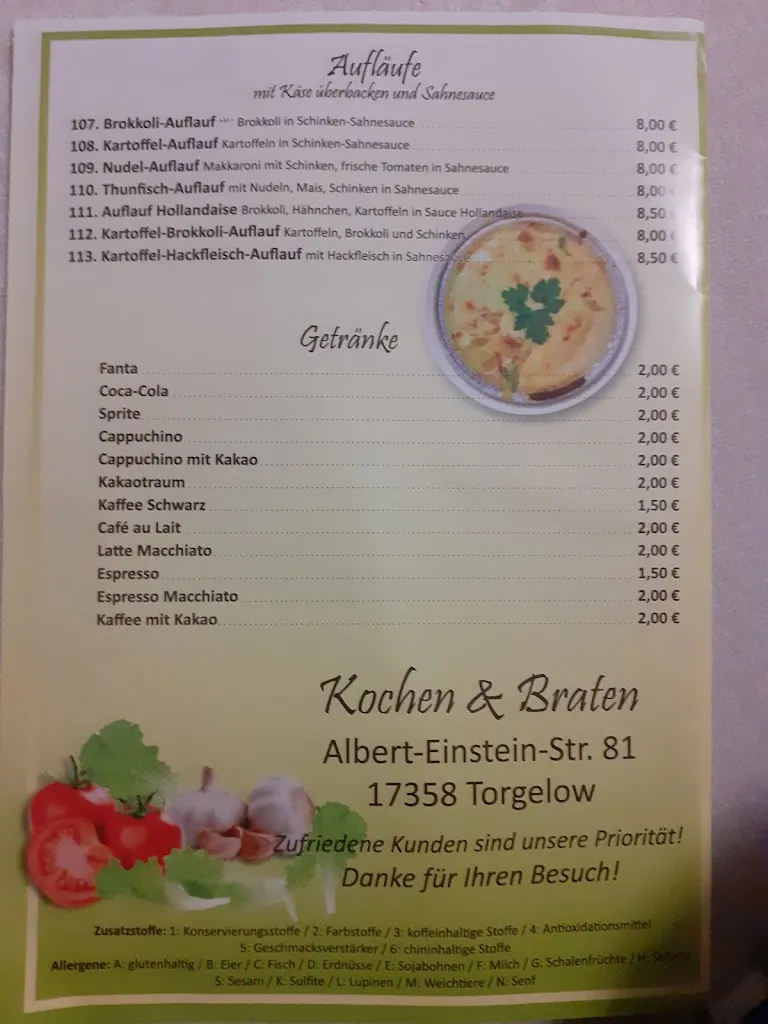 Aufläufe
mit Käse überbacken und Sahnesauce
107. Brokkoli-Auflauf Brokkoli in Schinken-Sahnesauce 8,00 €
108. Kartoffel-Auflauf Kartoffeln in Schinken-Sahnesauce 8,00 €
109. Nudel-Auflauf Makkaroni mit Schinken, frische Tomaten in Sahnesauce 8,00 €
110. Thunfisch-Auflauf mit Nudeln, Mais, Schinken in Sahnesauce 8,00 €
111. Auflauf Hollandaise Brokkoli, Hähnchen, Kartoffeln in Sauce Hollandaise 8,50
112. Kartoffel-Brokkoli-Auflauf Kartoffeln, Brokkoli und Schinken 8,00 €
113. Kartoffel-Hackfleisch-Auflauf mit Hackfleisch in Sahnesauce 8,50 €
Getränke
Fanta 2,00 €
Coca-Cola 2,00 €
Sprite 2,00 €
Cappuchino 2,00 €
Cappuchino mit Kakao 2,00 €
Kakaotraum 2,00 €
Kaffee Schwarz 1,50 €
Café au Lait 2,00 €
Latte Macchiato 2,00 €
Espresso 1,50 €
Espresso Macchiato 2,00 €
Kaffee mit Kakao 2,00 €
Kochen & Braten
Albert-Einstein-Str. 81
17358 Torgelow
Zufriedene Kunden sind unsere Priorität!
Danke für Ihren Besuch!
Zusatzstoffe: 1: Konservierungsstoffe / 2: Farbstoffe / 3: koffeinhaltige Stoffe / 4: Antioxidationsmittel
5: Geschmacksverstärker / 6: chininhaltige Stoffe
Allergene: A: glutenhaltig / B: Eier / C: Fisch / D: Erdnüsse / E: Sojabohnen / F: Milch / G: Schalenfrüchte / H:
S: Sesam / K: Sulfite / L: Lupinen / M: Weichtiere / N: Senf